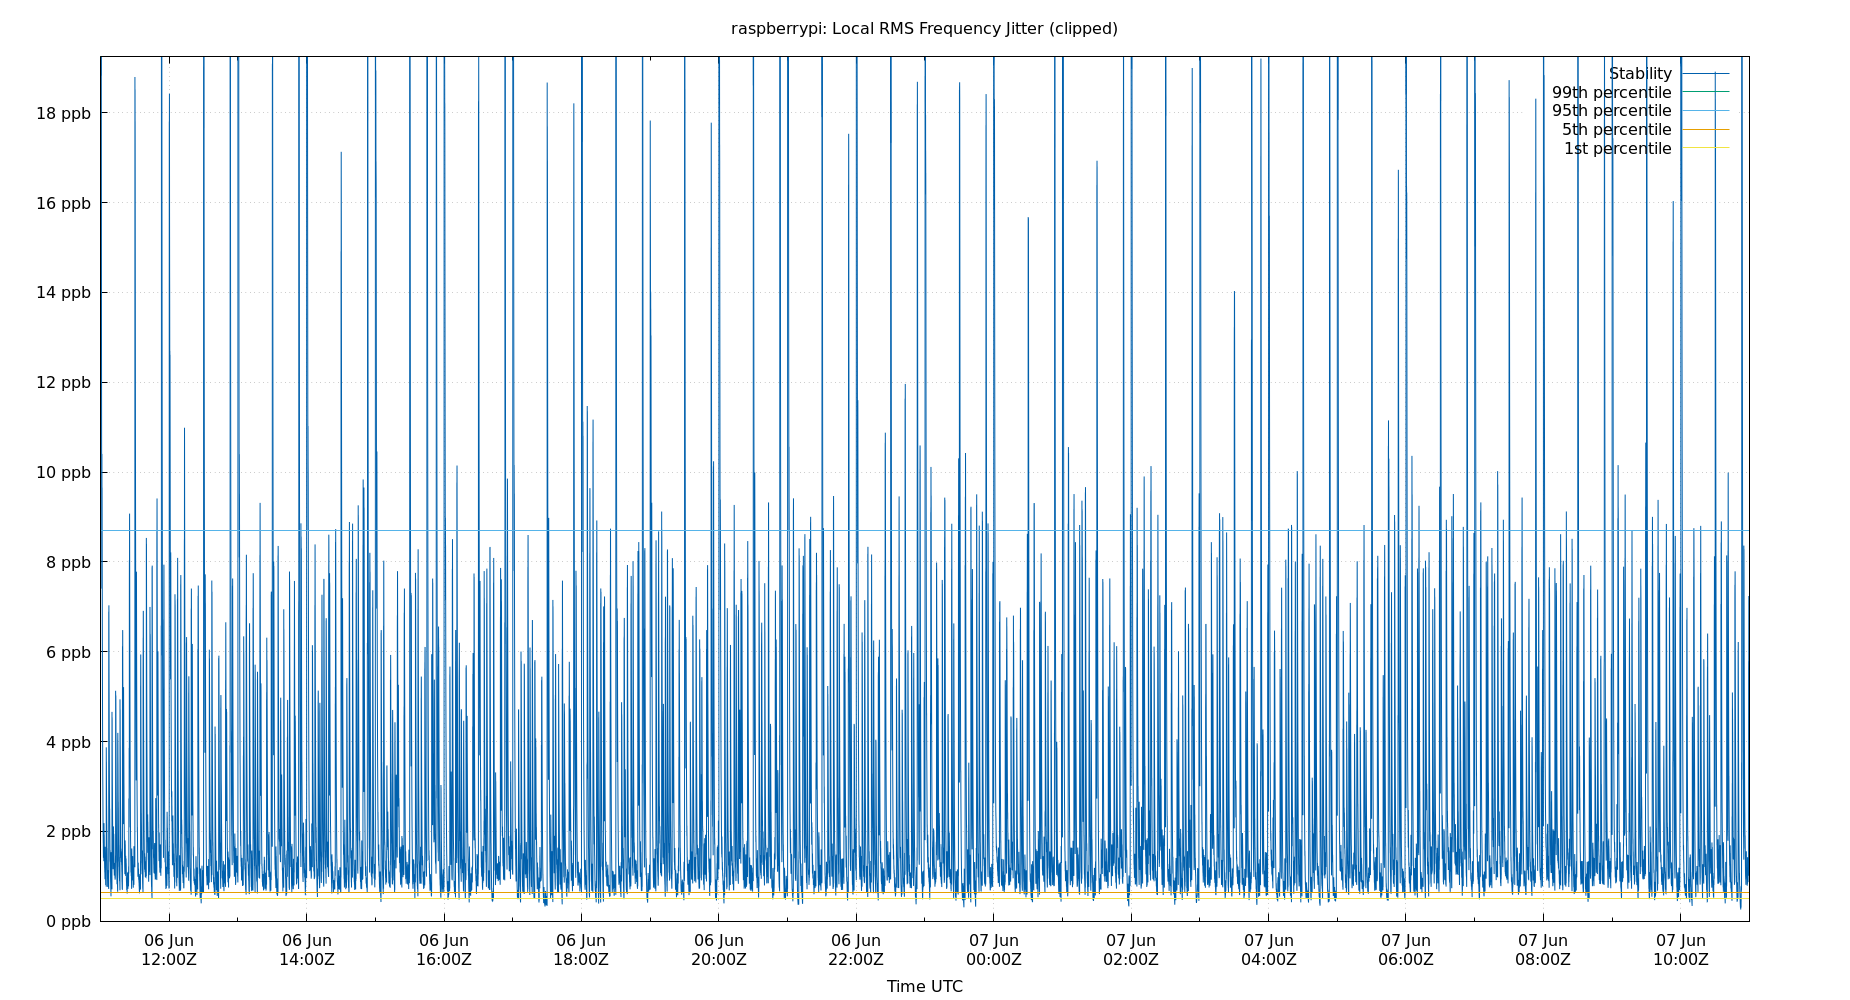 raspberrypi: Local RMS Frequency Jitter (clipped)
Stability
99th percentile
95th percentile
5th percentile
1st percentile
18 ppb
16 ppb
14 ppb
12 ppb
10 ppb
8 ppb
6 ppb
4 ppb
2 ppb
0 ppb
06 Jun 06 Jun 06 Jun 06 Jun 06 Jun 06 Jun 07 Jun 07 Jun 07 Jun 07 Jun 07 Jun 07 Jun
12:00Z 14:00Z 16:00Z 18:00Z 20:00Z 22:00Z 00:00Z 02:00Z 04:00Z 06:00Z 08:00Z 10:00Z
Time UTC